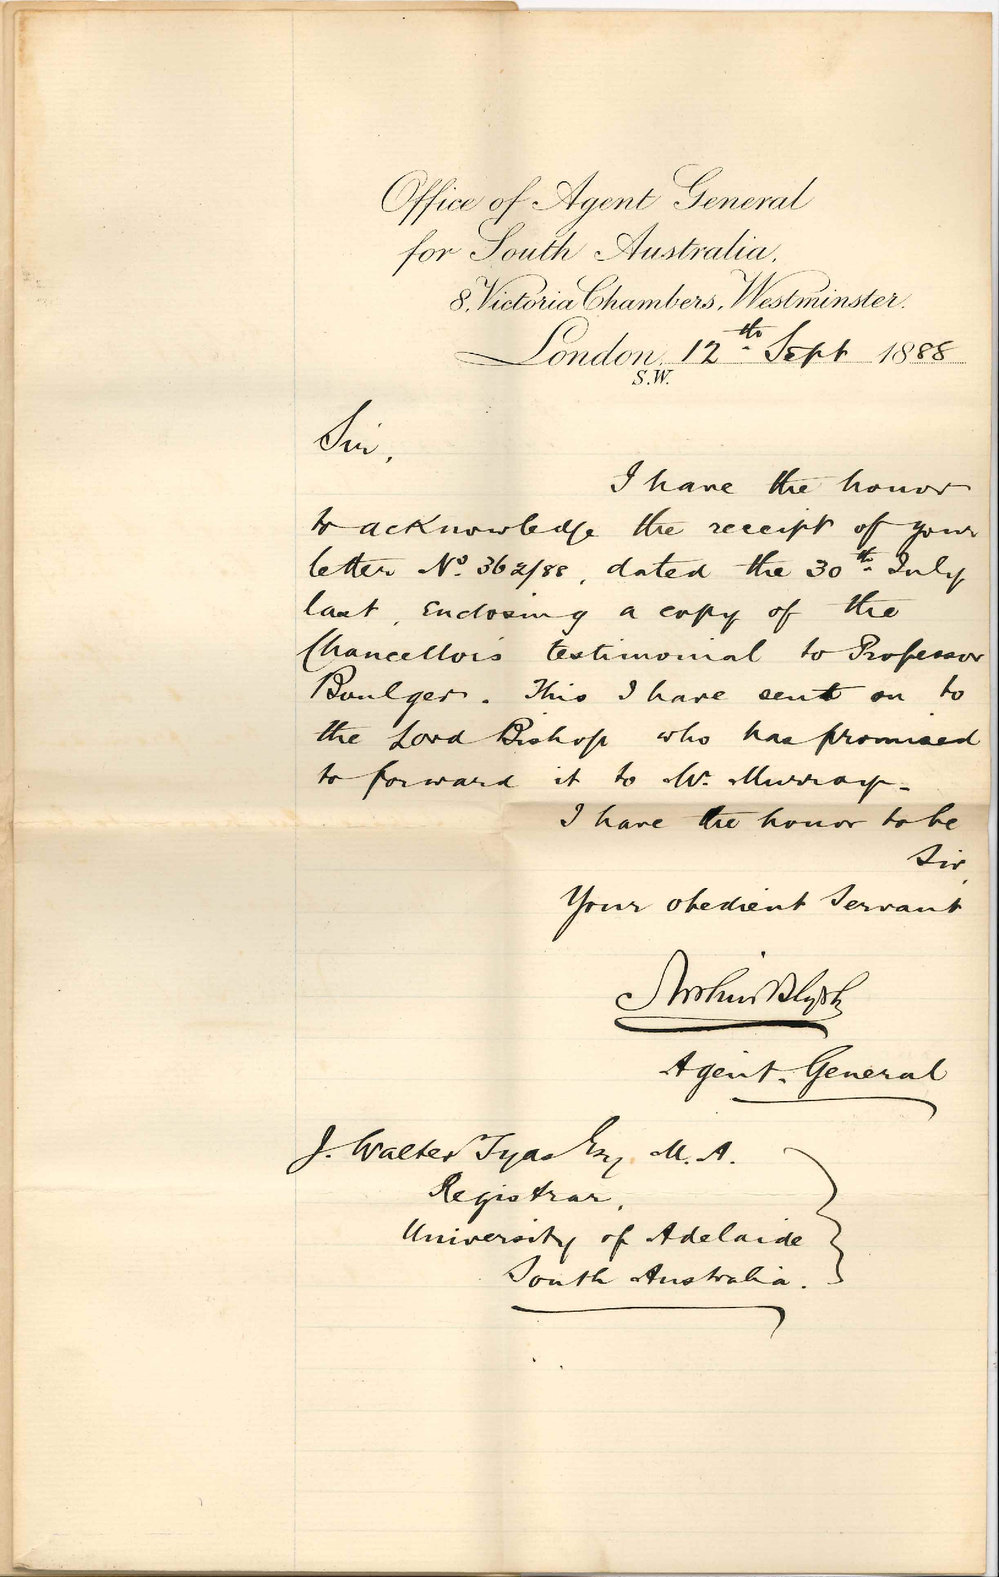 Office of Agent General
for South Australia,
8, Victoria Chambers, Westminster.
London, 12th Sept 1888
S.W.
Sir,
I have the honor
to acknowledge the receipt of your
letter No. 362/88, dated the 30th July
last, enclosing a copy of the
Chancellor's testimonial to Professor
Boulger. This I have sent on to
the Lord Bishop who has promised
to forward it to Mr. Murray.
I have the honor to be
Sir,
Your obedient Servant
Arthur Blyth
Agent-General
J. Walter Tyas Esq M.A.
Registrar,
University of Adelaide
South Australia.